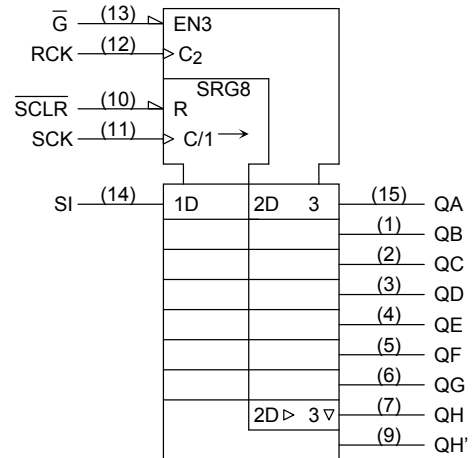 G̅ (13) EN3
RCK (12) C2
SRG8
S̅C̅L̅R̅ (10) R
SCK (11) C/1 →
SI (14) 1D 2D 3 (15) QA
(1) QB
(2) QC
(3) QD
(4) QE
(5) QF
(6) QG
2D ▷ 3 ▽ (7) QH
(9) QH'